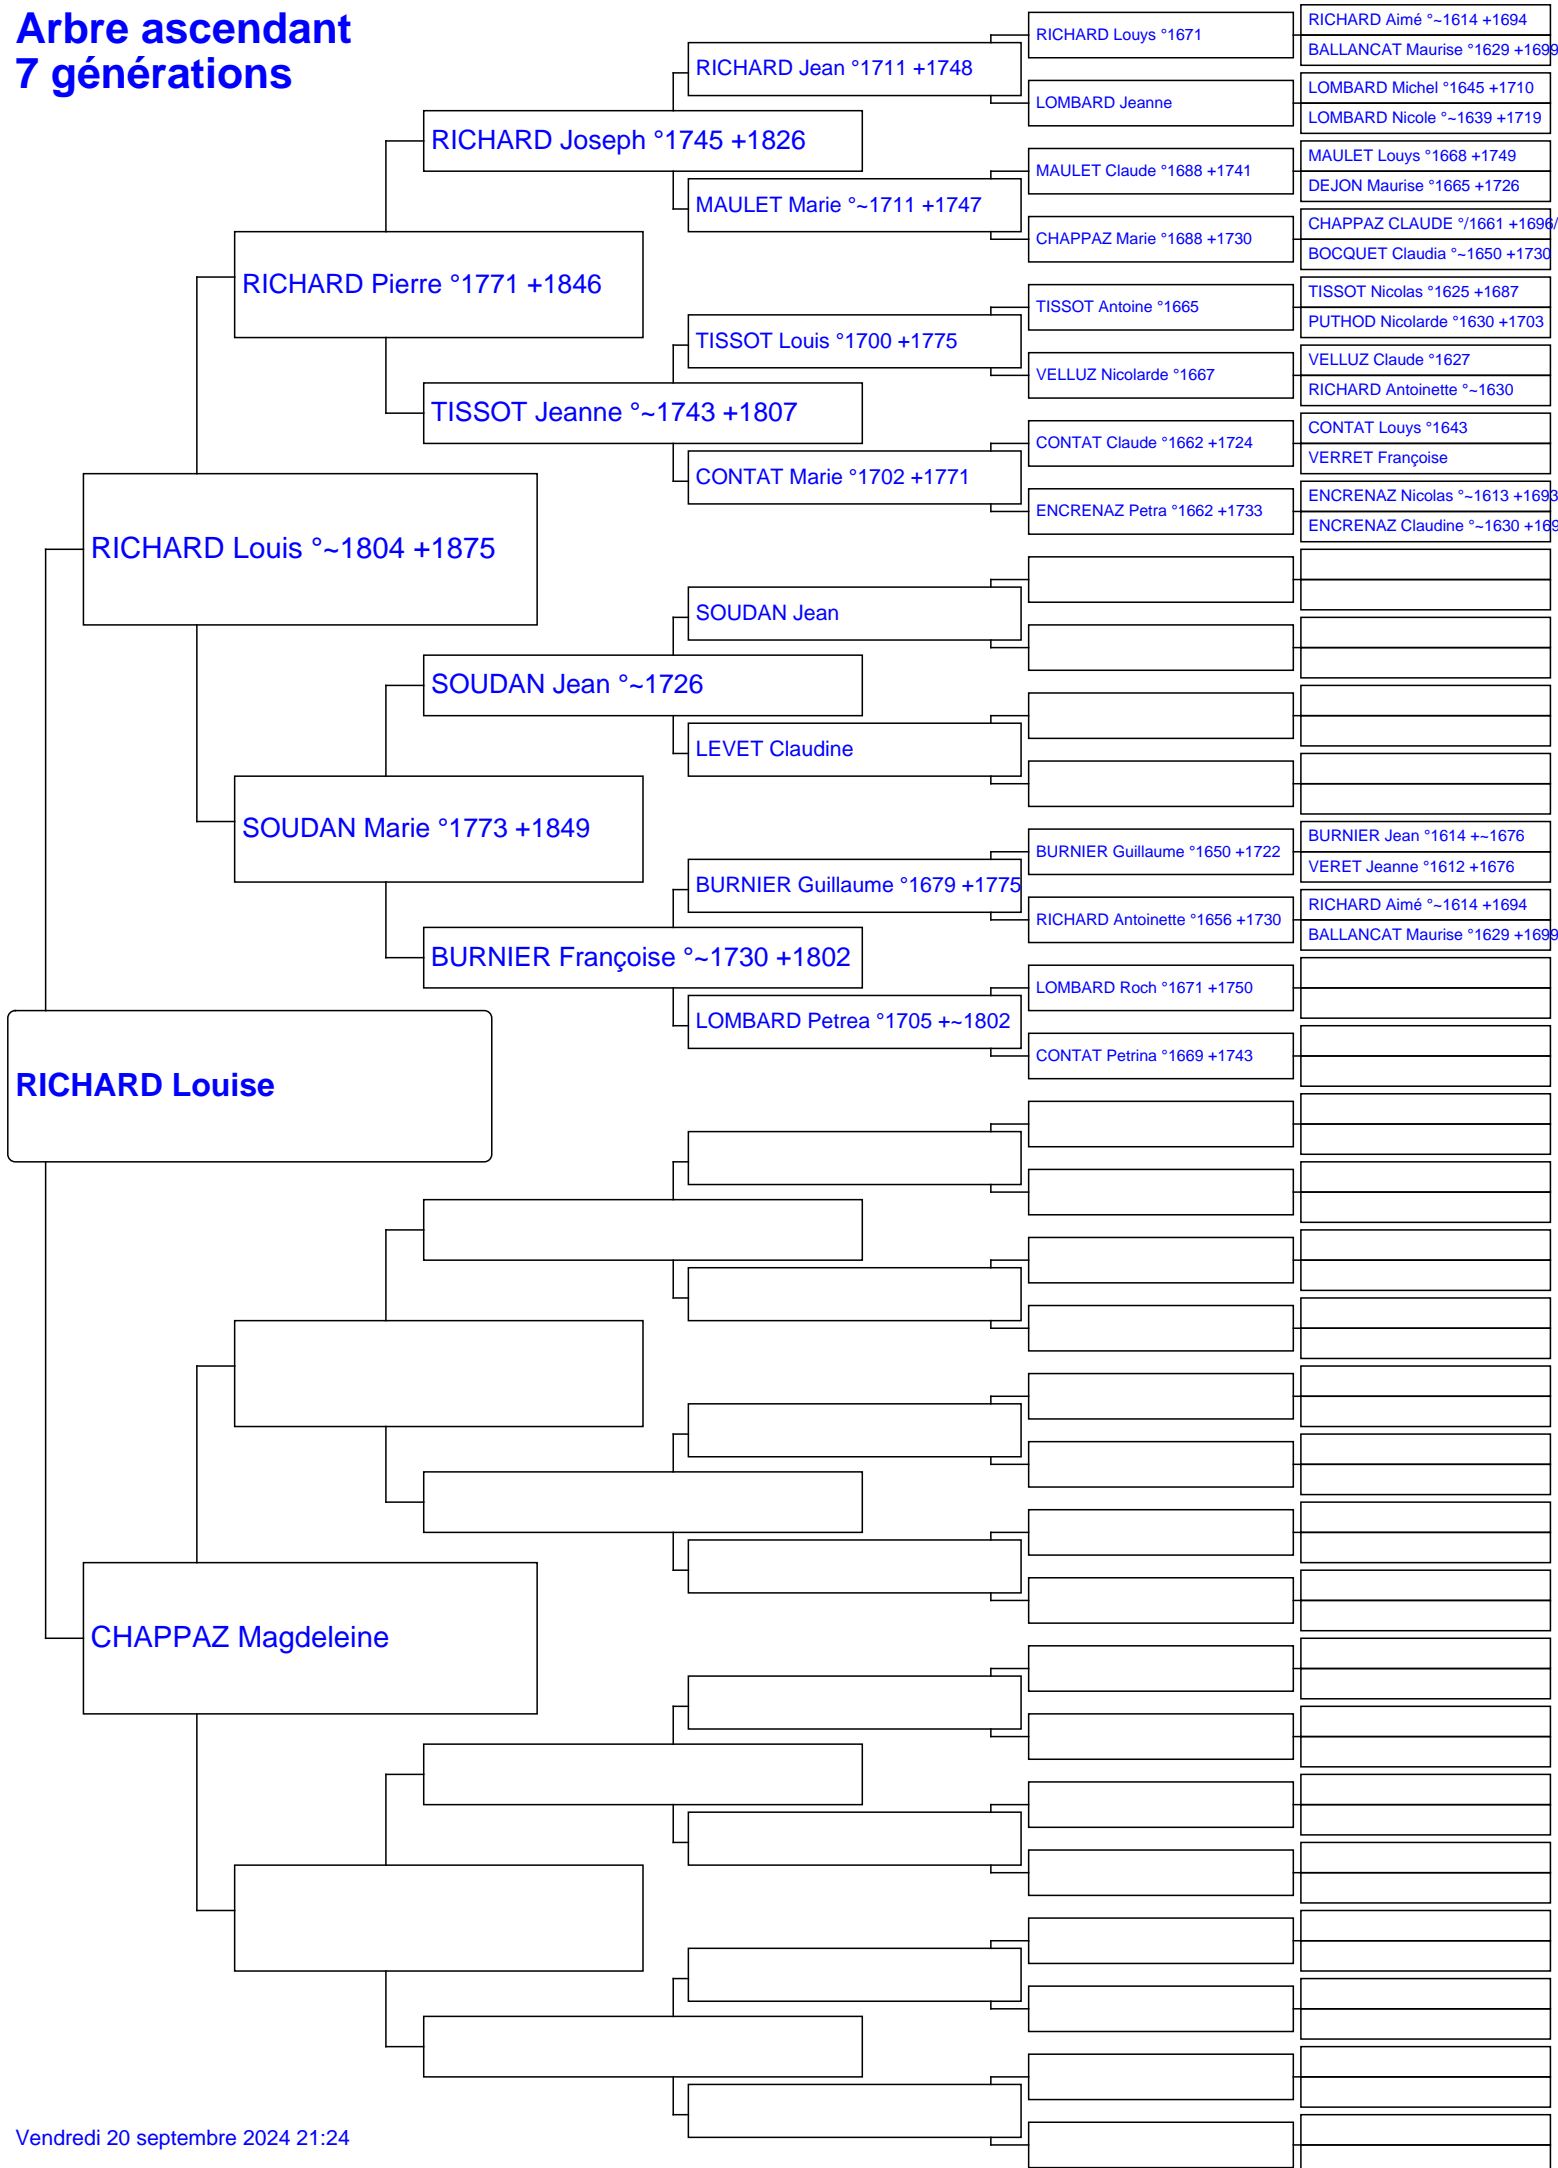 Arbre ascendant
7 générations
RICHARD Louise
RICHARD Louis °~1804 +1875
CHAPPAZ Magdeleine
RICHARD Pierre °1771 +1846
SOUDAN Marie °1773 +1849
RICHARD Joseph °1745 +1826
TISSOT Jeanne °~1743 +1807
SOUDAN Jean °~1726
BURNIER Françoise °~1730 +1802
RICHARD Jean °1711 +1748
MAULET Marie °~1711 +1747
TISSOT Louis °1700 +1775
CONTAT Marie °1702 +1771
SOUDAN Jean
LEVET Claudine
BURNIER Guillaume °1679 +1775
LOMBARD Petrea °1705 +~1802
RICHARD Louys °1671
LOMBARD Jeanne
MAULET Claude °1688 +1741
CHAPPAZ Marie °1688 +1730
TISSOT Antoine °1665
VELLUZ Nicolarde °1667
CONTAT Claude °1662 +1724
ENCRENAZ Petra °1662 +1733
BURNIER Guillaume °1650 +1722
RICHARD Antoinette °1656 +1730
LOMBARD Roch °1671 +1750
CONTAT Petrina °1669 +1743
RICHARD Aimé °~1614 +1694
BALLANCAT Maurise °1629 +1699
LOMBARD Michel °1645 +1710
LOMBARD Nicole °~1639 +1719
MAULET Louys °1668 +1749
DEJON Maurise °1665 +1726
CHAPPAZ CLAUDE °/1661 +1696/
BOCQUET Claudia °~1650 +1730
TISSOT Nicolas °1625 +1687
PUTHOD Nicolarde °1630 +1703
VELLUZ Claude °1627
RICHARD Antoinette °~1630
CONTAT Louys °1643
VERRET Françoise
ENCRENAZ Nicolas °~1613 +1693
ENCRENAZ Claudine °~1630 +169
BURNIER Jean °1614 +~1676
VERET Jeanne °1612 +1676
RICHARD Aimé °~1614 +1694
BALLANCAT Maurise °1629 +1699
Vendredi 20 septembre 2024 21:24